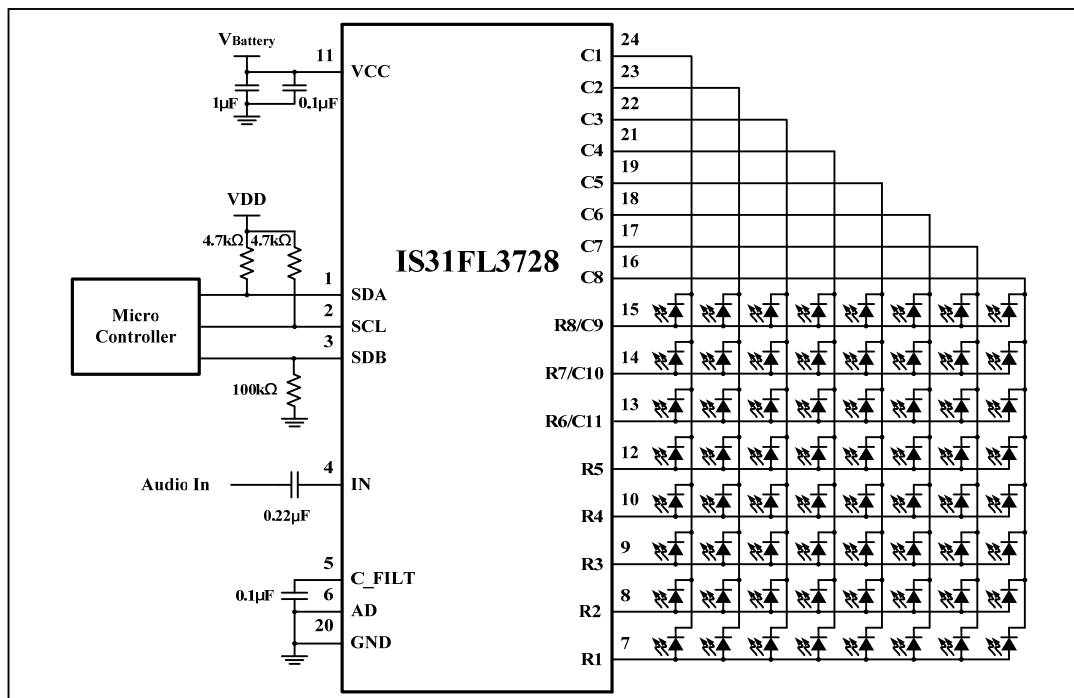 VBattery
11
VCC
1µF
0.1µF
VDD
4.7kΩ
4.7kΩ
Micro
Controller
1
SDA
2
SCL
3
SDB
100kΩ
Audio In
4
IN
0.22µF
5
C_FILT
0.1µF
6
AD
20
GND
IS31FL3728
24
C1
23
C2
22
C3
21
C4
19
C5
18
C6
17
C7
16
C8
15
R8/C9
14
R7/C10
13
R6/C11
12
R5
10
R4
9
R3
8
R2
7
R1